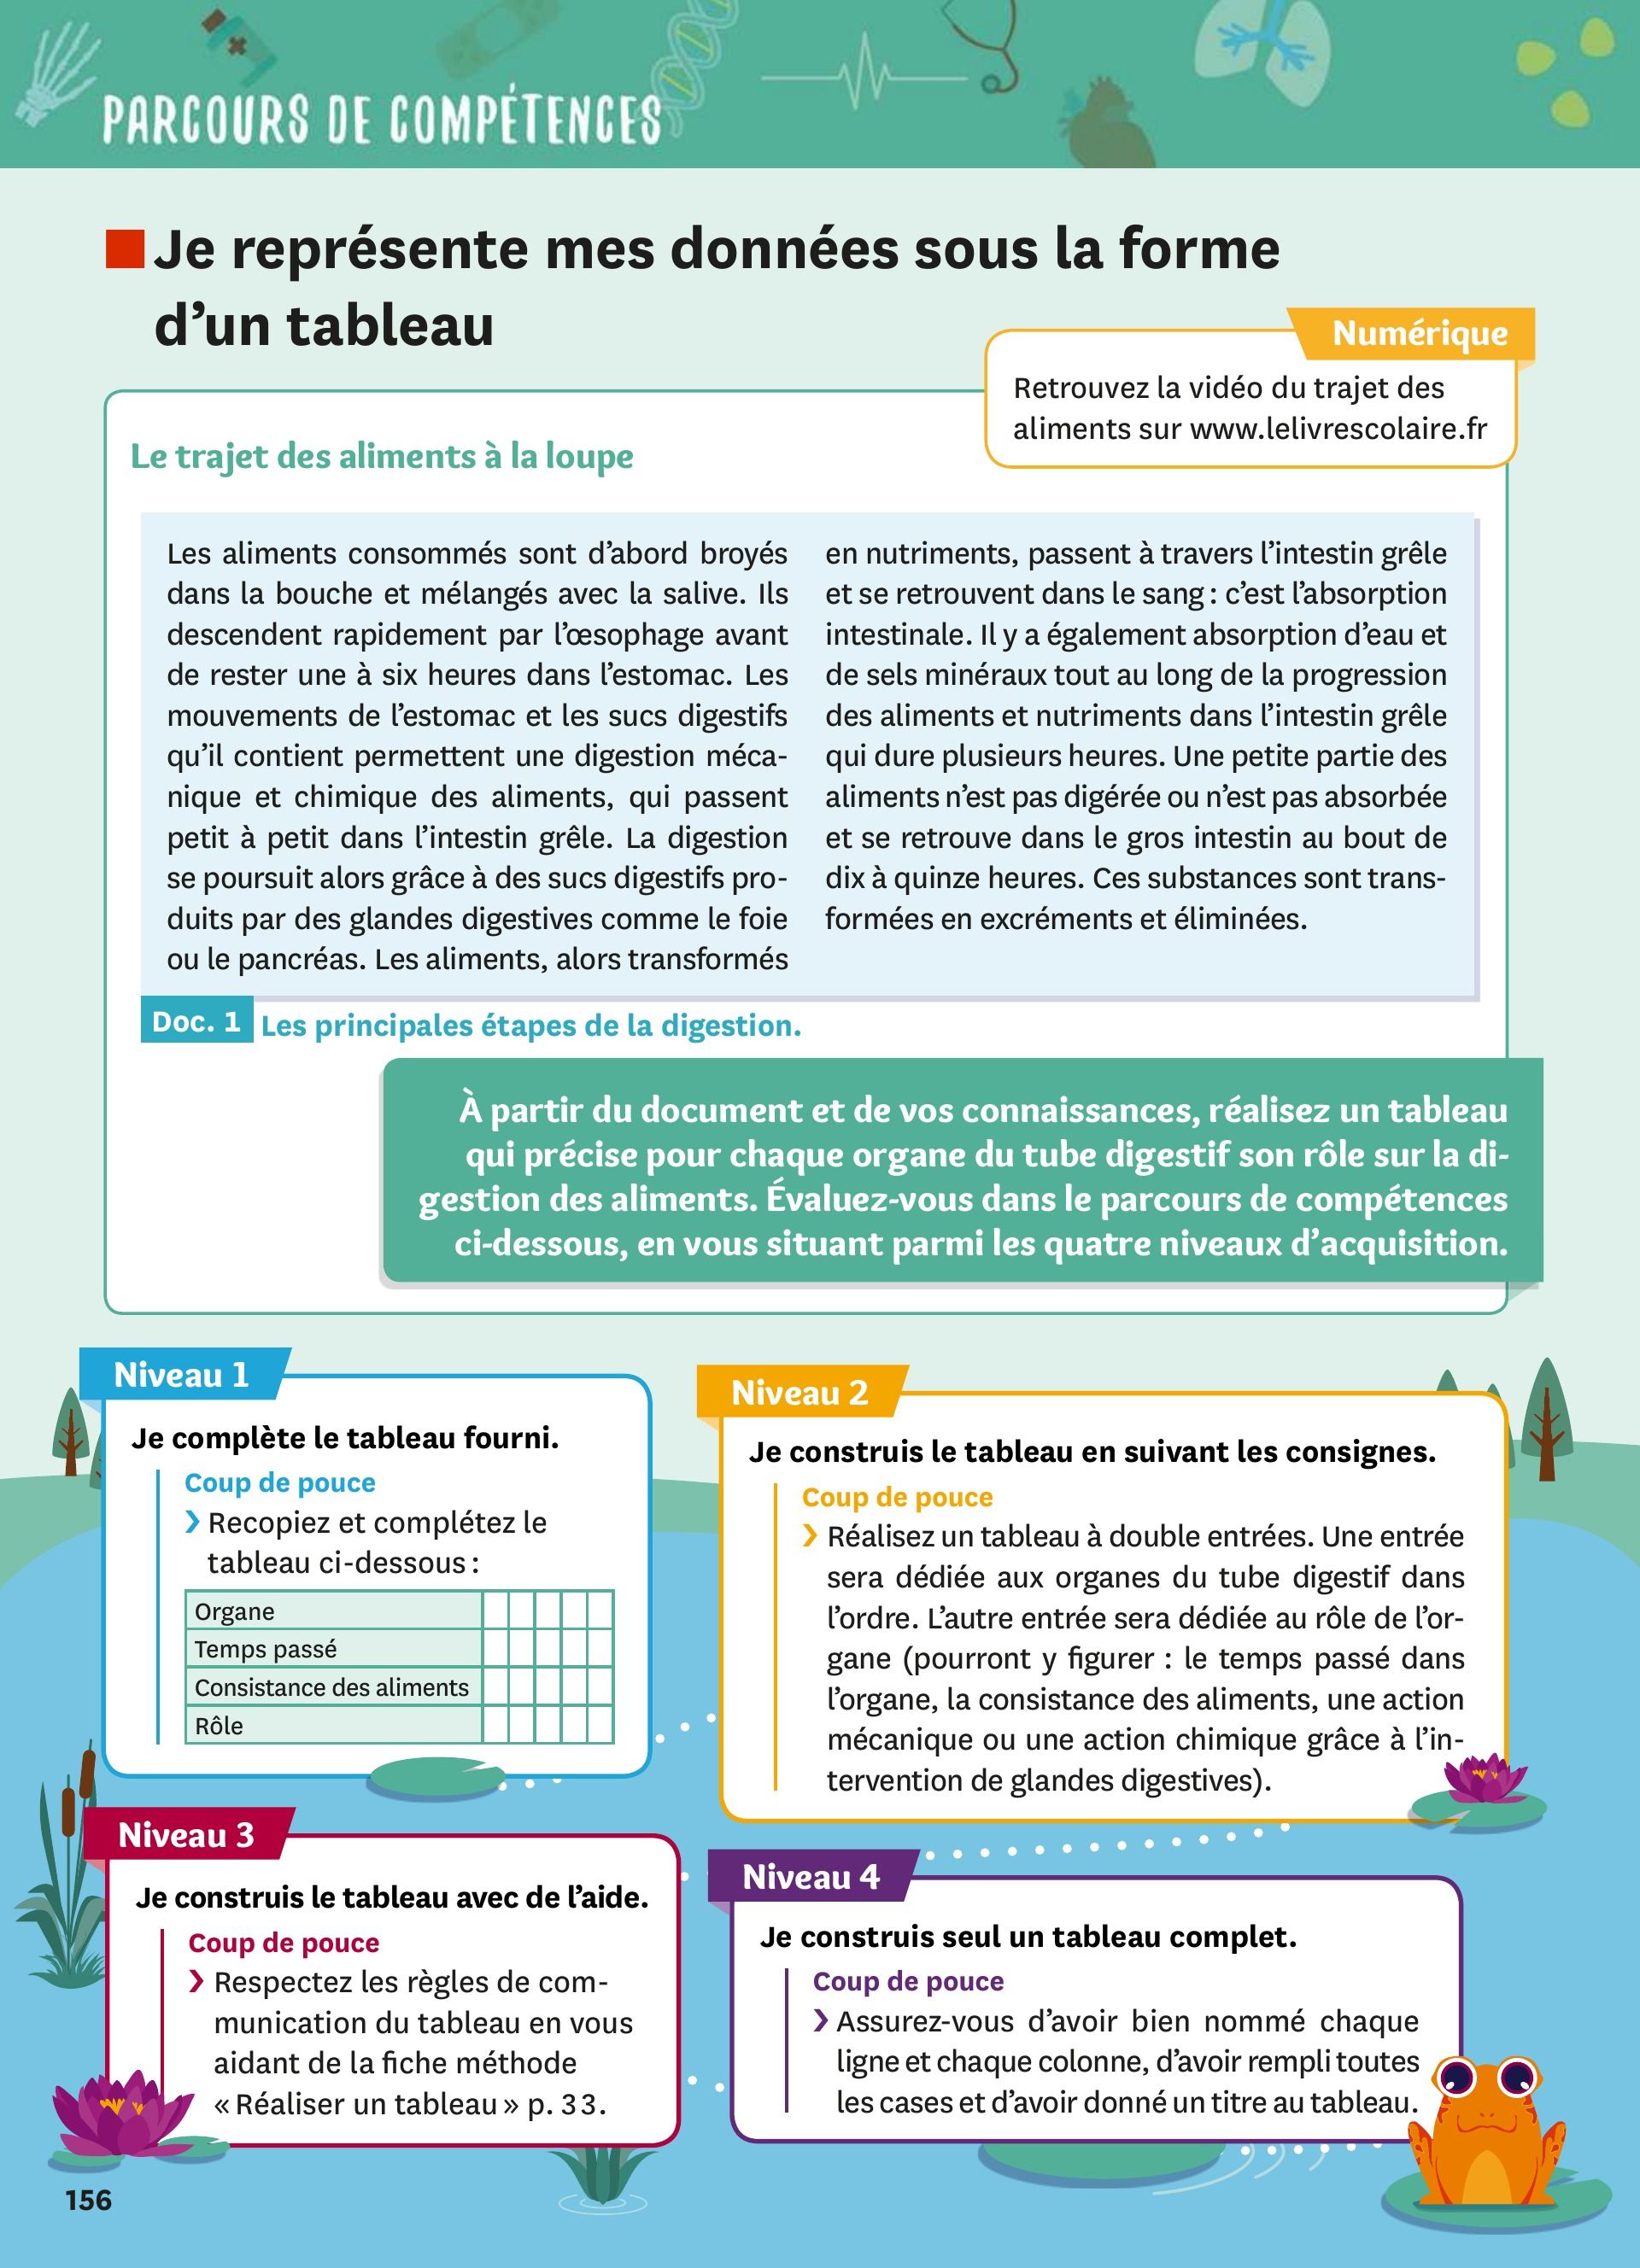 PARCOURS DE COMPÉTENCES
Je représente mes données sous la forme
d’un tableau
Numérique
Retrouvez la vidéo du trajet des
aliments sur www.lelivrescolaire.fr
Le trajet des aliments à la loupe
Les aliments consommés sont d’abord broyés
dans la bouche et mélangés avec la salive. Ils
descendent rapidement par l’œsophage avant
de rester une à six heures dans l’estomac. Les
mouvements de l’estomac et les sucs digestifs
qu’il contient permettent une digestion méca-
nique et chimique des aliments, qui passent
petit à petit dans l’intestin grêle. La digestion
se poursuit alors grâce à des sucs digestifs pro-
duits par des glandes digestives comme le foie
ou le pancréas. Les aliments, alors transformés
en nutriments, passent à travers l’intestin grêle
et se retrouvent dans le sang : c’est l’absorption
intestinale. Il y a également absorption d’eau et
de sels minéraux tout au long de la progression
des aliments et nutriments dans l’intestin grêle
qui dure plusieurs heures. Une petite partie des
aliments n’est pas digérée ou n’est pas absorbée
et se retrouve dans le gros intestin au bout de
dix à quinze heures. Ces substances sont trans-
formées en excréments et éliminées.
Doc. 1 Les principales étapes de la digestion.
À partir du document et de vos connaissances, réalisez un tableau
qui précise pour chaque organe du tube digestif son rôle sur la di-
gestion des aliments. Évaluez-vous dans le parcours de compétences
ci-dessous, en vous situant parmi les quatre niveaux d’acquisition.
Niveau 1
Je complète le tableau fourni.
Coup de pouce
› Recopiez et complétez le
tableau ci-dessous :
Organe
Temps passé
Consistance des aliments
Rôle
Niveau 2
Je construis le tableau en suivant les consignes.
Coup de pouce
› Réalisez un tableau à double entrées. Une entrée
sera dédiée aux organes du tube digestif dans
l’ordre. L’autre entrée sera dédiée au rôle de l’or-
gane (pourront y figurer : le temps passé dans
l’organe, la consistance des aliments, une action
mécanique ou une action chimique grâce à l’in-
tervention de glandes digestives).
Niveau 3
Je construis le tableau avec de l’aide.
Coup de pouce
› Respectez les règles de com-
munication du tableau en vous
aidant de la fiche méthode
« Réaliser un tableau » p. 33.
Niveau 4
Je construis seul un tableau complet.
Coup de pouce
› Assurez-vous d’avoir bien nommé chaque
ligne et chaque colonne, d’avoir rempli toutes
les cases et d’avoir donné un titre au tableau.
156